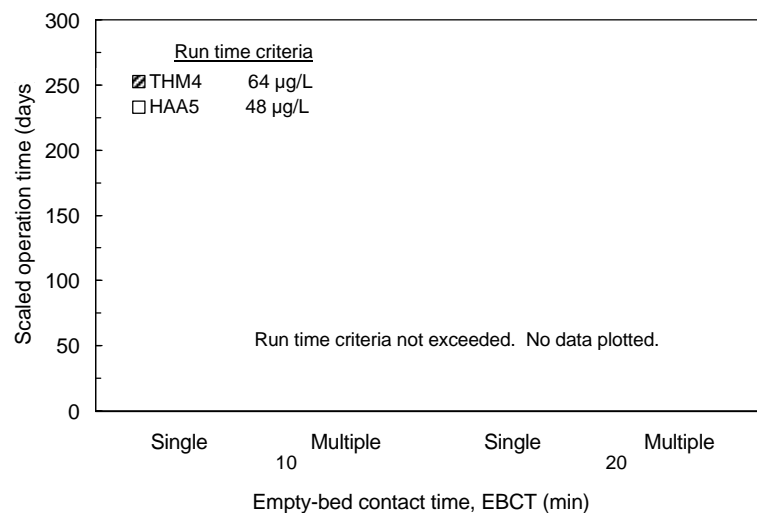 300
250
200
150
100
50
0
Scaled operation time (days
Run time criteria
THM4 64 µg/L
HAA5 48 µg/L
Run time criteria not exceeded. No data plotted.
Single Multiple Single Multiple
10 20
Empty-bed contact time, EBCT (min)